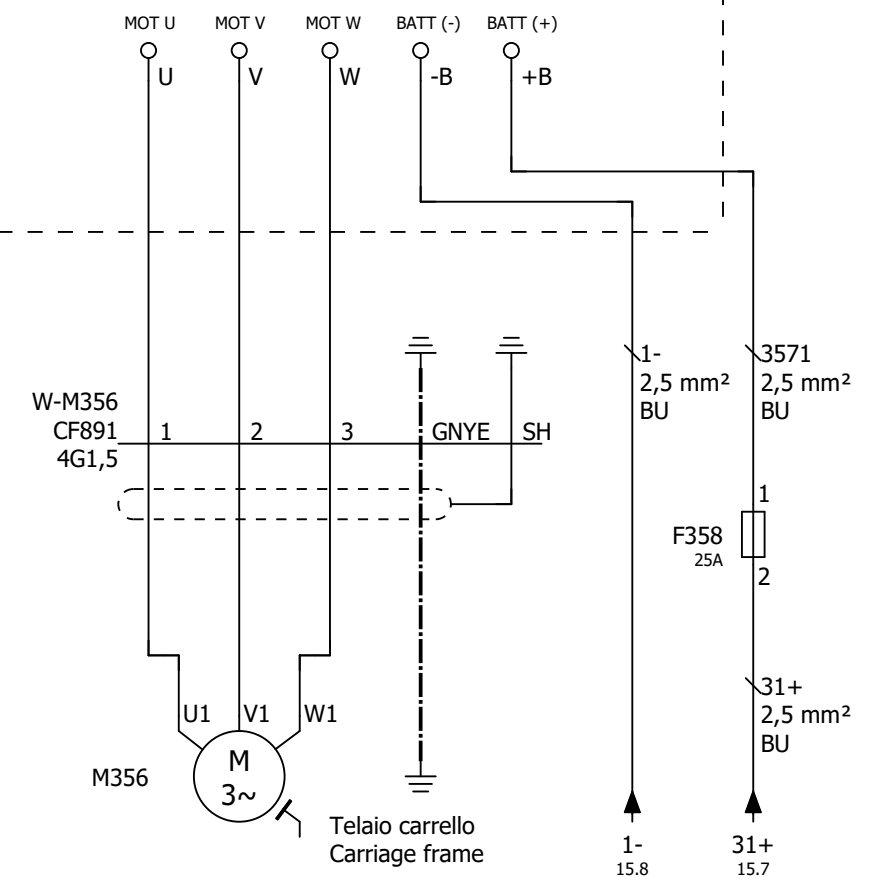 MOT U MOT V MOT W BATT (-) BATT (+)
U V W -B +B
1-
2,5 mm²
BU
3571
2,5 mm²
BU
W-M356
CF891
4G1,5
1 2 3 GNYE SH
1
F358
25A
2
31+
2,5 mm²
BU
U1 V1 W1
M
3~
M356
Telaio carrello
Carriage frame
1-
15.8
31+
15.7